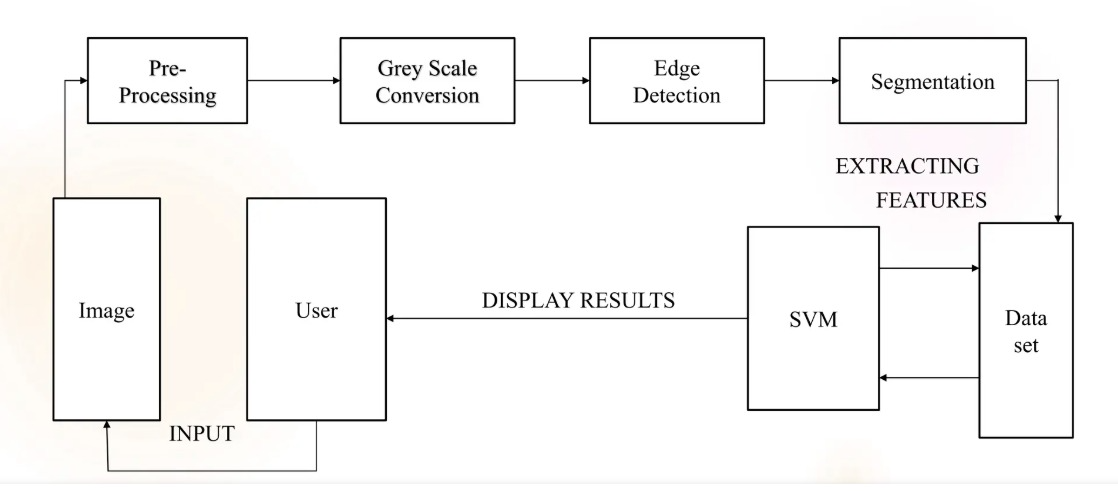 Pre-
Processing
Grey Scale
Conversion
Edge
Detection
Segmentation
EXTRACTING
FEATURES
Image
User
DISPLAY RESULTS
SVM
Data
set
INPUT